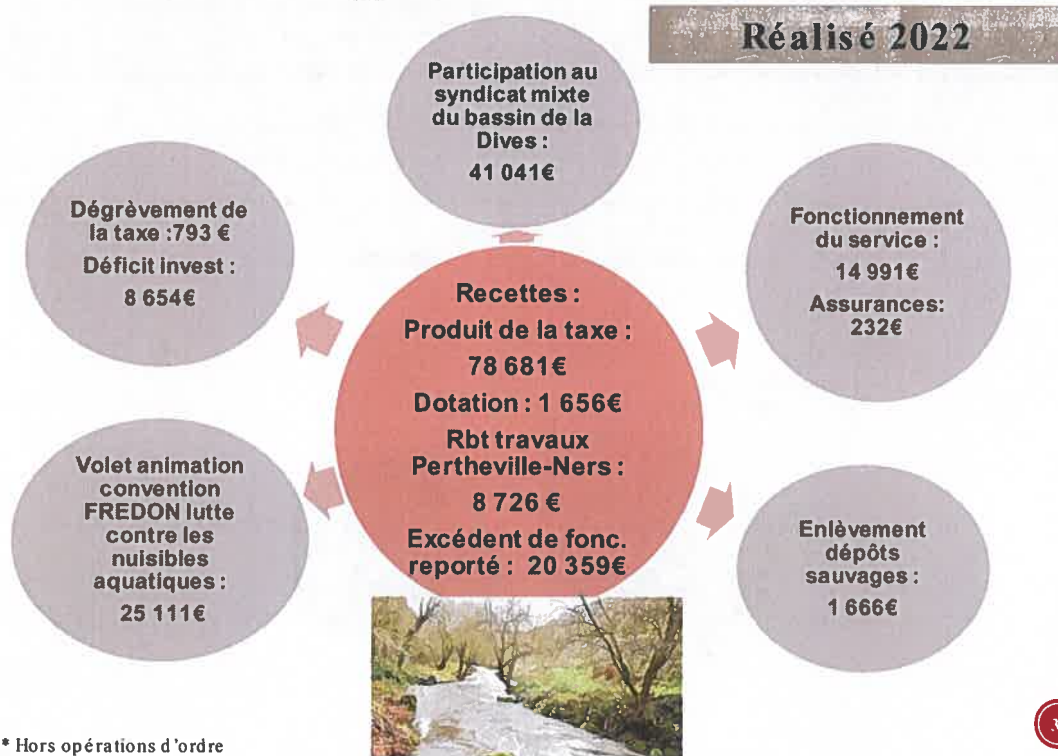 Réalisé 2022
Participation au
syndicat mixte
du bassin de la
Dives :
41 041€
Dégrèvement de
la taxe :793 €
Déficit invest :
8 654€
Fonctionnement
du service :
14 991€
Assurances:
232€
Recettes :
Produit de la taxe :
78 681€
Dotation : 1 656€
Rbt travaux
Pertheville-Ners :
8 726 €
Excédent de fonc.
reporté : 20 359€
Volet animation
convention
FREDON lutte
contre les
nuisibles
aquatiques :
25 111€
Enlèvement
dépôts
sauvages :
1 666€
* Hors opérations d'ordre